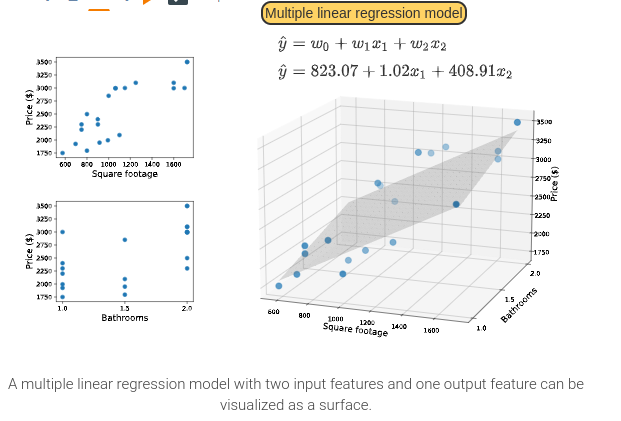 Multiple linear regression model
ŷ = w₀ + w₁x₁ + w₂x₂
ŷ = 823.07 + 1.02x₁ + 408.91x₂
3500
3250
3000
2750
2500
2250
2000
1750
Price ($)
600 800 1000 1200 1400 1600
Square footage
3500
3250
3000
2750
2500
2250
2000
1750
Price ($)
1.0 1.5 2.0
Bathrooms
3500
3250
3000
2750
2500
2250
2000
1750
Price ($)
2.0
1.5
1.0
Bathrooms
600 800 1000 1200 1400 1600
Square footage
A multiple linear regression model with two input features and one output feature can be
visualized as a surface.